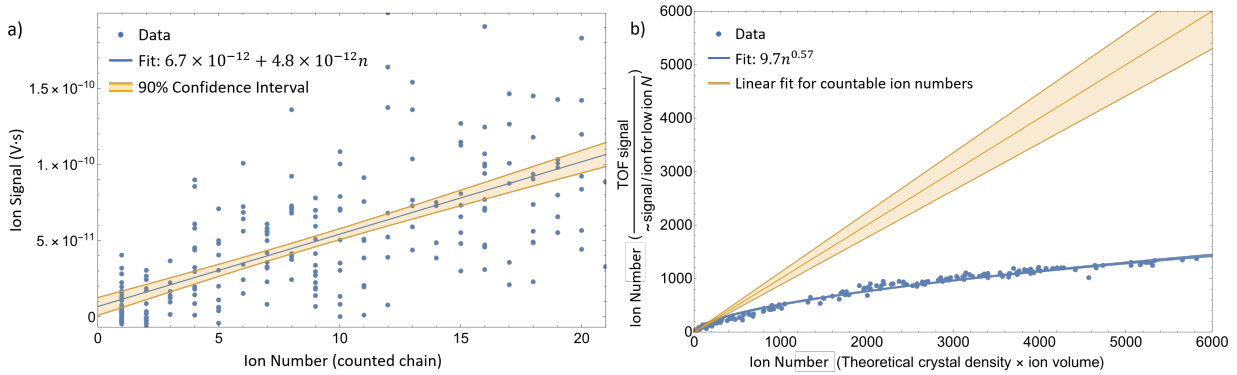 a)
Data
Fit: 6.7 × 10⁻¹² + 4.8 × 10⁻¹²n
90% Confidence Interval
Ion Signal (V·s)
1.5 × 10⁻¹⁰
1. × 10⁻¹⁰
5. × 10⁻¹¹
0
0
5
10
15
20
Ion Number (counted chain)
b)
Data
Fit: 9.7n⁰·⁵⁷
Linear fit for countable ion numbers
Ion Number (TOF signal / ~signal/ion for low ion N)
6000
5000
4000
3000
2000
1000
0
0
1000
2000
3000
4000
5000
6000
Ion Number (Theoretical crystal density × ion volume)